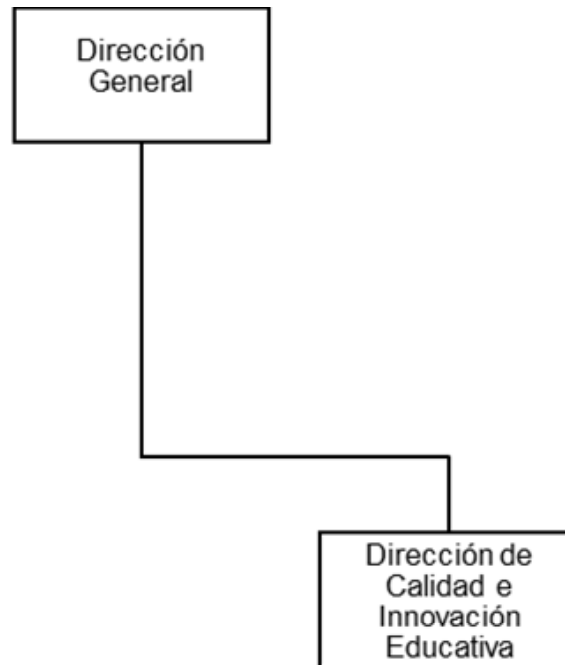 Dirección
General
Dirección de
Calidad e
Innovación
Educativa